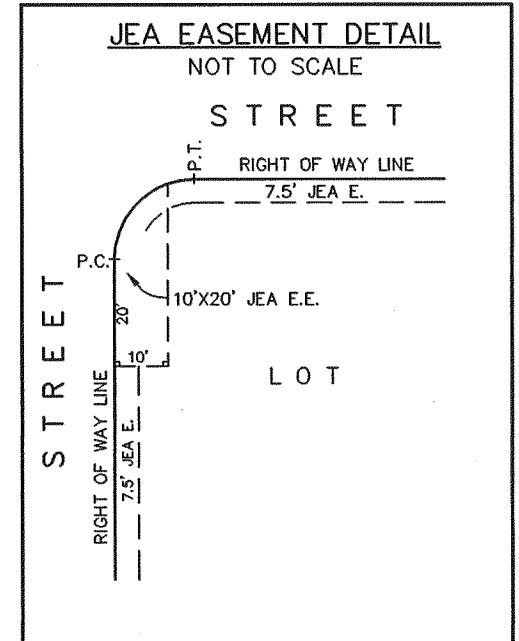 JEA EASEMENT DETAIL
NOT TO SCALE
STREET
P.T.
RIGHT OF WAY LINE
7.5' JEA E.
P.C.
10'X20' JEA E.E.
20'
10'
LOT
STREET
RIGHT OF WAY LINE
7.5' JEA E.